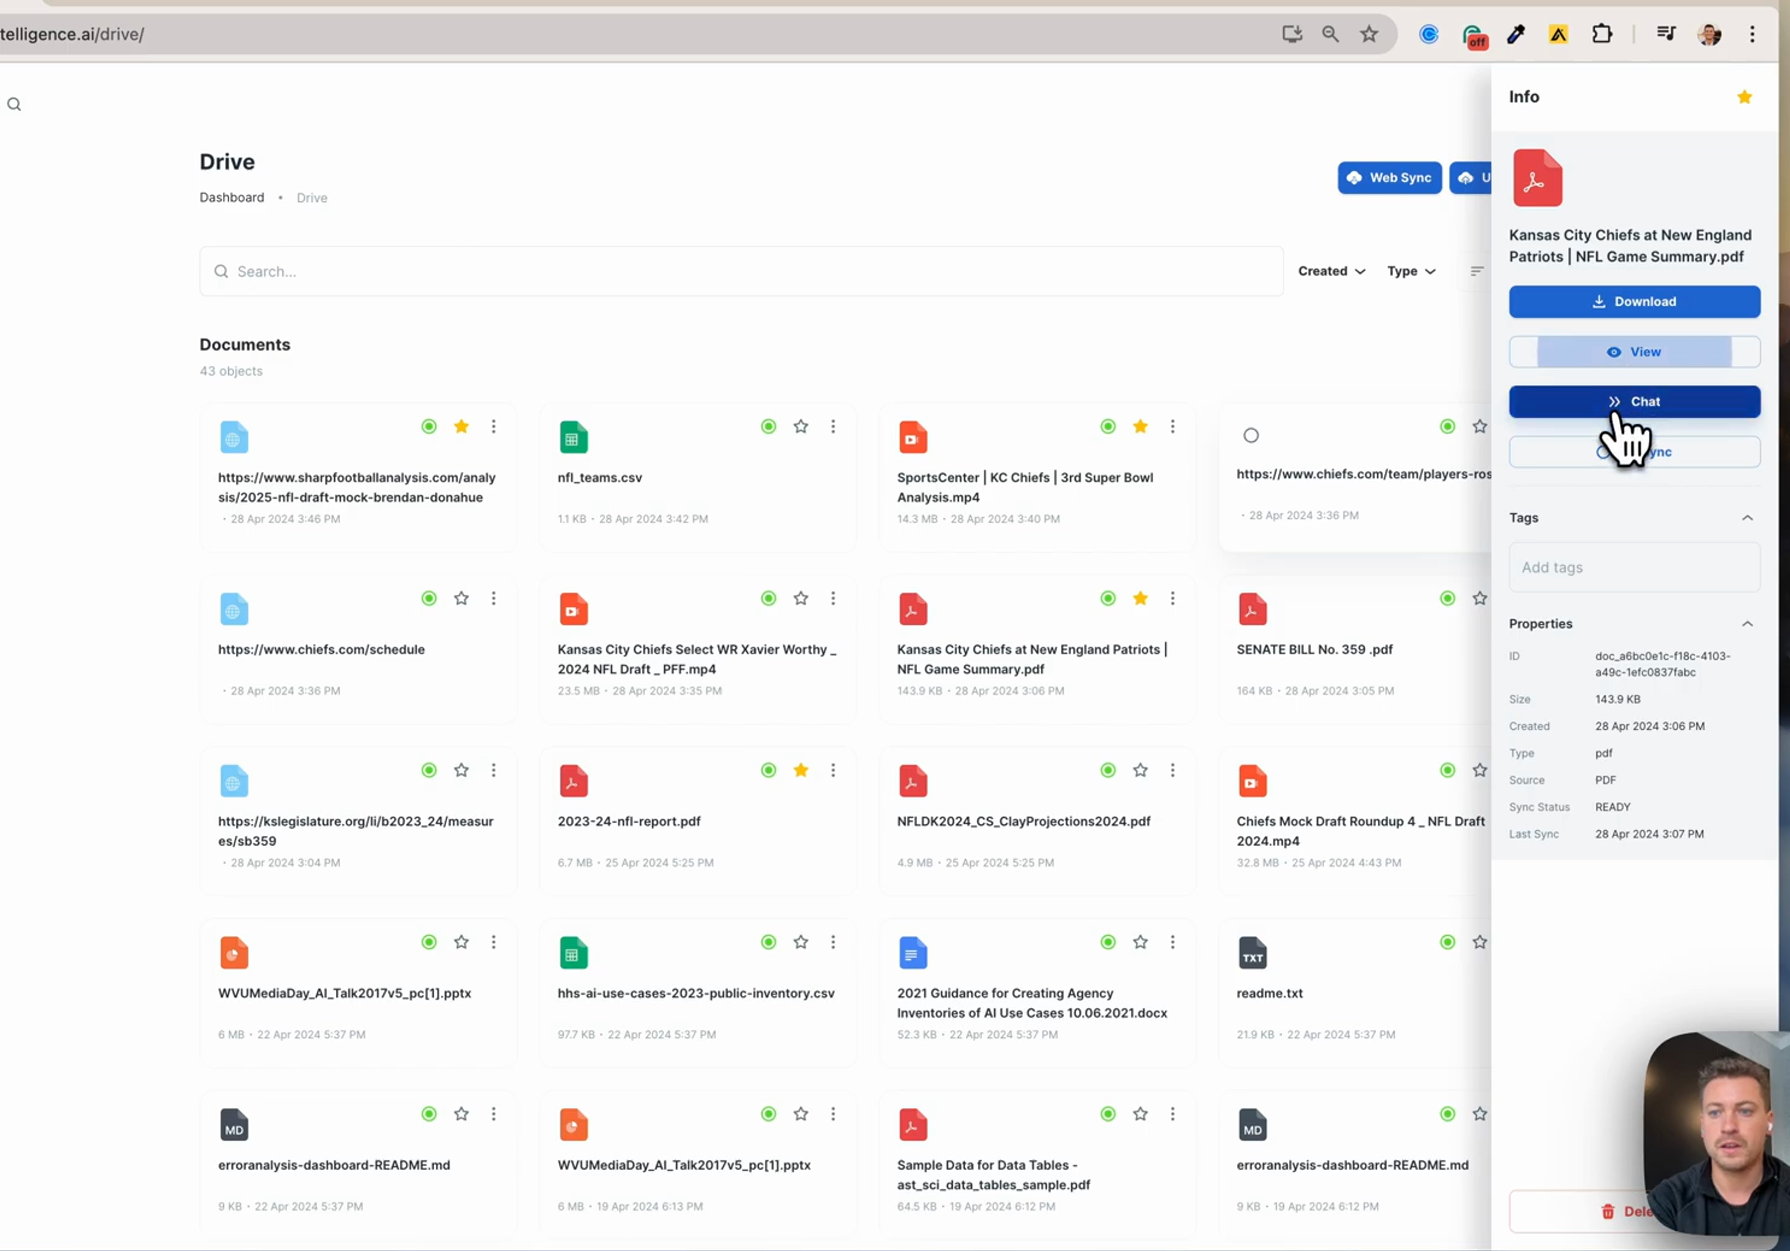 telligence.ai/drive/
off
Info
Drive
Dashboard • Drive
Web Sync
U
Search...
Created
Type
Documents
43 objects
https://www.sharpfootballanalysis.com/analy
sis/2025-nfl-draft-mock-brendan-donahue
• 28 Apr 2024 3:46 PM
nfl_teams.csv
1.1 KB • 28 Apr 2024 3:42 PM
SportsCenter | KC Chiefs | 3rd Super Bowl
Analysis.mp4
14.3 MB • 28 Apr 2024 3:40 PM
https://www.chiefs.com/team/players-ros
• 28 Apr 2024 3:36 PM
https://www.chiefs.com/schedule
• 28 Apr 2024 3:36 PM
Kansas City Chiefs Select WR Xavier Worthy _
2024 NFL Draft _ PFF.mp4
23.5 MB • 28 Apr 2024 3:35 PM
Kansas City Chiefs at New England Patriots |
NFL Game Summary.pdf
143.9 KB • 28 Apr 2024 3:06 PM
SENATE BILL No. 359 .pdf
164 KB • 28 Apr 2024 3:05 PM
https://kslegislature.org/li/b2023_24/measur
es/sb359
• 28 Apr 2024 3:04 PM
2023-24-nfl-report.pdf
6.7 MB • 25 Apr 2024 5:25 PM
NFLDK2024_CS_ClayProjections2024.pdf
4.9 MB • 25 Apr 2024 5:25 PM
Chiefs Mock Draft Roundup 4 _ NFL Draft
2024.mp4
32.8 MB • 25 Apr 2024 4:43 PM
WVUMediaDay_AI_Talk2017v5_pc[1].pptx
6 MB • 22 Apr 2024 5:37 PM
hhs-ai-use-cases-2023-public-inventory.csv
97.7 KB • 22 Apr 2024 5:37 PM
2021 Guidance for Creating Agency
Inventories of AI Use Cases 10.06.2021.docx
52.3 KB • 22 Apr 2024 5:37 PM
TXT
readme.txt
21.9 KB • 22 Apr 2024 5:37 PM
MD
erroranalysis-dashboard-README.md
9 KB • 22 Apr 2024 5:37 PM
WVUMediaDay_AI_Talk2017v5_pc[1].pptx
6 MB • 19 Apr 2024 6:13 PM
Sample Data for Data Tables -
ast_sci_data_tables_sample.pdf
64.5 KB • 19 Apr 2024 6:12 PM
MD
erroranalysis-dashboard-README.md
9 KB • 19 Apr 2024 6:12 PM
Kansas City Chiefs at New England
Patriots | NFL Game Summary.pdf
Download
View
Chat
ync
Tags
Add tags
Properties
ID doc_a6bc0e1c-f18c-4103-
a49c-1efc0837fabc
Size 143.9 KB
Created 28 Apr 2024 3:06 PM
Type pdf
Source PDF
Sync Status READY
Last Sync 28 Apr 2024 3:07 PM
Dele